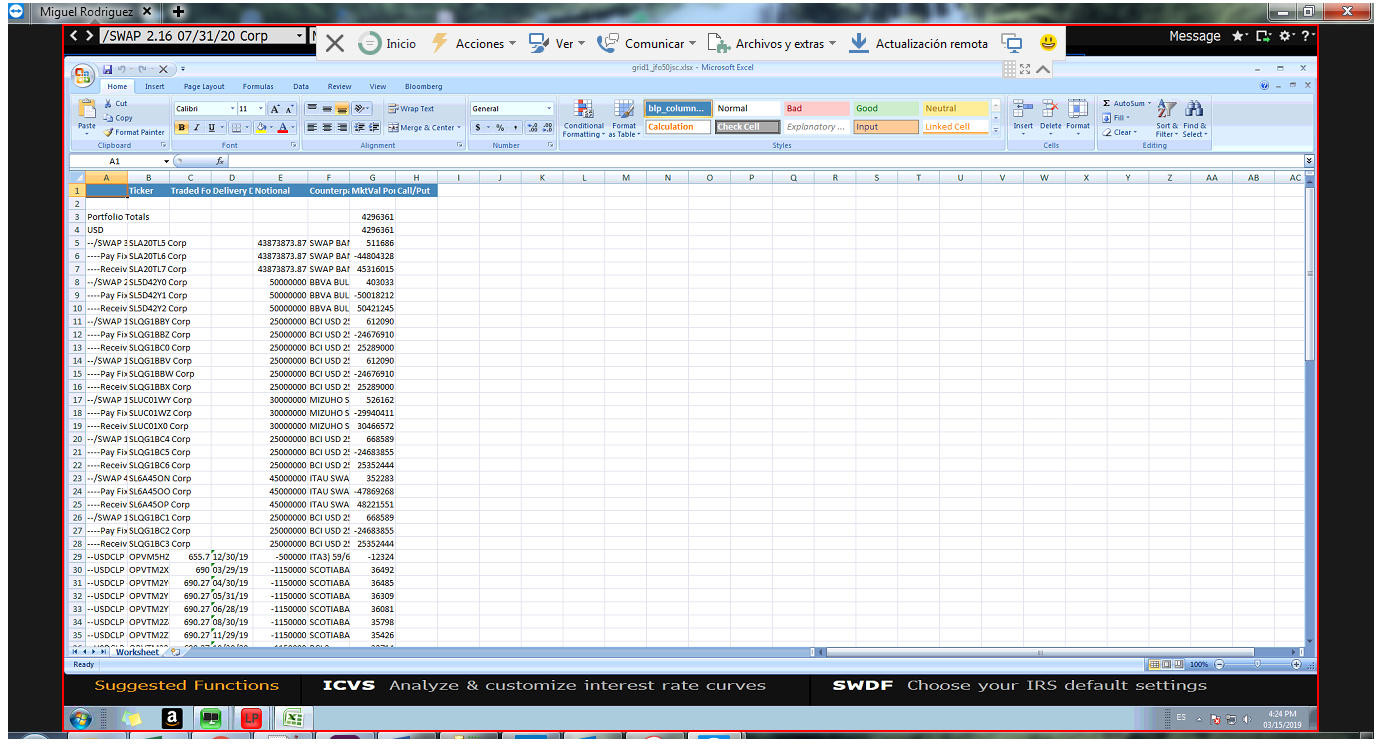 Miguel Rodriguez
/SWAP 2.16 07/31/20 Corp
Inicio Acciones Ver Comunicar Archivos y extras Actualización remota
Message
grid1_jfo50jsc.xlsx - Microsoft Excel
Home Insert Page Layout Formulas Data Review View Bloomberg
Cut
Copy
Format Painter
Paste
Clipboard
Calibri 11
B I U
Font
Wrap Text
Merge & Center
Alignment
General
$ % ,
Number
Conditional Formatting
Format as Table
blp_column... Normal Bad Good Neutral
Calculation Check Cell Explanatory ... Input Linked Cell
Styles
Insert Delete Format
Cells
Σ AutoSum
Fill
Clear
Sort & Filter
Find & Select
Editing
A1 fx
A B C D E F G H I J K L M N O P Q R S T U V W X Y Z AA AB AC
1 Ticker Traded Fo Delivery D Notional Counterpa MktVal Poi Call/Put
2
3 Portfolio Totals 4296361
4 USD 4296361
5 --/SWAP 3 SLA20TL5 Corp 43873873.87 SWAP BAN 511686
6 ----Pay Fix SLA20TL6 Corp 43873873.87 SWAP BAN -44804328
7 ----Receiv SLA20TL7 Corp 43873873.87 SWAP BAN 45316015
8 --/SWAP 2 SL5D42Y0 Corp 50000000 BBVA BUL 403033
9 ----Pay Fix SL5D42Y1 Corp 50000000 BBVA BUL -50018212
10 ----Receiv SL5D42Y2 Corp 50000000 BBVA BUL 50421245
11 --/SWAP 1 SLQG1BBY Corp 25000000 BCI USD 25 612090
12 ----Pay Fix SLQG1BBZ Corp 25000000 BCI USD 25 -24676910
13 ----Receiv SLQG1BC0 Corp 25000000 BCI USD 25 25289000
14 --/SWAP 1 SLQG1BBV Corp 25000000 BCI USD 25 612090
15 ----Pay Fix SLQG1BBW Corp 25000000 BCI USD 25 -24676910
16 ----Receiv SLQG1BBX Corp 25000000 BCI USD 25 25289000
17 --/SWAP 1 SLUC01WY Corp 30000000 MIZUHO S 526162
18 ----Pay Fix SLUC01WZ Corp 30000000 MIZUHO S -29940411
19 ----Receiv SLUC01X0 Corp 30000000 MIZUHO S 30466572
20 --/SWAP 1 SLQG1BC4 Corp 25000000 BCI USD 25 668589
21 ----Pay Fix SLQG1BC5 Corp 25000000 BCI USD 25 -24683855
22 ----Receiv SLQG1BC6 Corp 25000000 BCI USD 25 25352444
23 --/SWAP 4 SL6A45ON Corp 45000000 ITAU SWA 352283
24 ----Pay Fix SL6A45OO Corp 45000000 ITAU SWA -47869268
25 ----Receiv SL6A45OP Corp 45000000 ITAU SWA 48221551
26 --/SWAP 1 SLQG1BC1 Corp 25000000 BCI USD 25 668589
27 ----Pay Fix SLQG1BC2 Corp 25000000 BCI USD 25 -24683855
28 ----Receiv SLQG1BC3 Corp 25000000 BCI USD 25 25352444
29 --USDCLP OPVM5HZ 655.7 12/30/19 -500000 ITA3) 59/6 -12324
30 --USDCLP OPVTM2X 690 03/29/19 -1150000 SCOTIABA 36492
31 --USDCLP OPVTM2Y 690.27 04/30/19 -1150000 SCOTIABA 36485
32 --USDCLP OPVTM2Y 690.27 05/31/19 -1150000 SCOTIABA 36309
33 --USDCLP OPVTM2Y 690.27 06/28/19 -1150000 SCOTIABA 36081
34 --USDCLP OPVTM2Z 690.27 08/30/19 -1150000 SCOTIABA 35798
35 --USDCLP OPVTM2Z 690.27 11/29/19 -1150000 SCOTIABA 35426
Worksheet
Ready 100%
Suggested Functions ICVS Analyze & customize interest rate curves SWDF Choose your IRS default settings
a LP ES 4:24 PM
03/15/2019